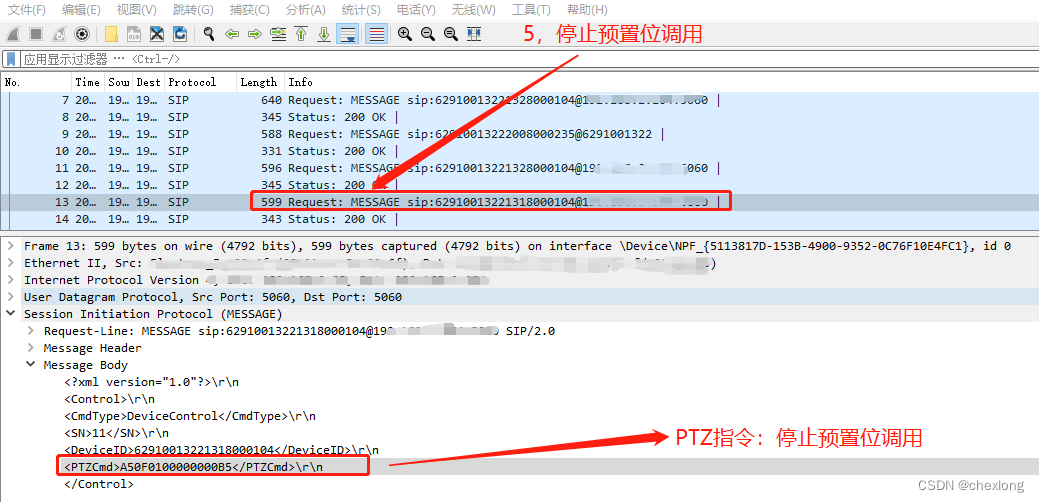 文件(F) 编辑(E) 视图(V) 跳转(G) 捕获(C) 分析(A) 统计(S) 电话(Y) 无线(W) 工具(T) 帮助(H)
5，停止预置位调用
应用显示过滤器 … <Ctrl-/>
No. Time Sou Dest Protocol Length Info
7 20… 19… 19… SIP 640 Request: MESSAGE sip:62910013221328000104@
8 20… 19… 19… SIP 345 Status: 200 OK |
9 20… 19… 19… SIP 588 Request: MESSAGE sip:62910013222008000235@6291001322 |
10 20… 19… 19… SIP 331 Status: 200 OK |
11 20… 19… 19… SIP 596 Request: MESSAGE sip:62910013221328000104@19
12 20… 19… 19… SIP 345 Status: 200 OK |
13 20… 19… 19… SIP 599 Request: MESSAGE sip:62910013221318000104@19
14 20… 19… 19… SIP 343 Status: 200 OK |
Frame 13: 599 bytes on wire (4792 bits), 599 bytes captured (4792 bits) on interface \Device\NPF_{5113817D-153B-4900-9352-0C76F10E4FC1}, id 0
Ethernet II, Src:
Internet Protocol Version
User Datagram Protocol, Src Port: 5060, Dst Port: 5060
Session Initiation Protocol (MESSAGE)
Request-Line: MESSAGE sip:62910013221318000104@19 SIP/2.0
Message Header
Message Body
<?xml version="1.0"?>\r\n
<Control>\r\n
<CmdType>DeviceControl</CmdType>\r\n
<SN>11</SN>\r\n
<DeviceID>62910013221318000104</DeviceID>\r\n
PTZ指令：停止预置位调用
<PTZCmd>A50F0100000000B5</PTZCmd>\r\n
</Control>
CSDN @chexlong